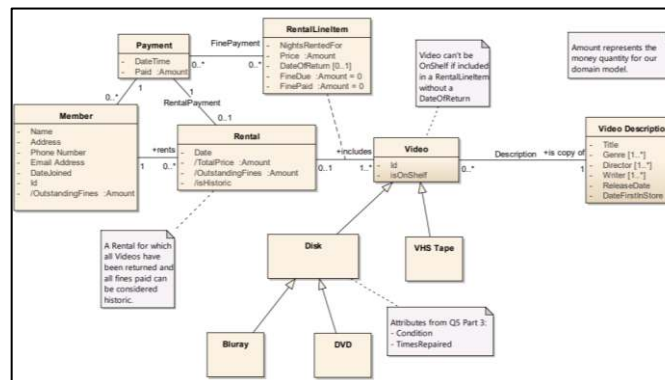 Payment
- DateTime
- Paid :Amount
FinePayment
0..*
0..*
RentalLineItem
- NightsRentedFor
- Price :Amount
- DateOfReturn [0..1]
- FineDue :Amount = 0
- FinePaid :Amount = 0
Video can't be
OnShelf if included
in a RentalLineItem
without a
DateOfReturn
Amount represents the
money quantity for our
domain model.
0..*
1
1
RentalPayment
0..1
Member
- Name
- Address
- Phone Number
- Email Address
- DateJoined
- Id
- /OutstandingFines :Amount
+rents
1
0..*
Rental
- Date
- /TotalPrice :Amount
- /OutstandingFines :Amount
- /isHistoric
+includes
0..1
1..*
Video
- Id
- isOnShelf
Description
+is copy of
0..*
1
Video Description
- Title
- Genre [1..*]
- Director [1..*]
- Writer [1..*]
- ReleaseDate
- DateFirstInStore
A Rental for which
all Videos have
been returned and
all fines paid can
be considered
historic.
Disk
VHS Tape
Bluray
DVD
Attributes from Q5 Part 3:
- Condition
- TimesRepaired